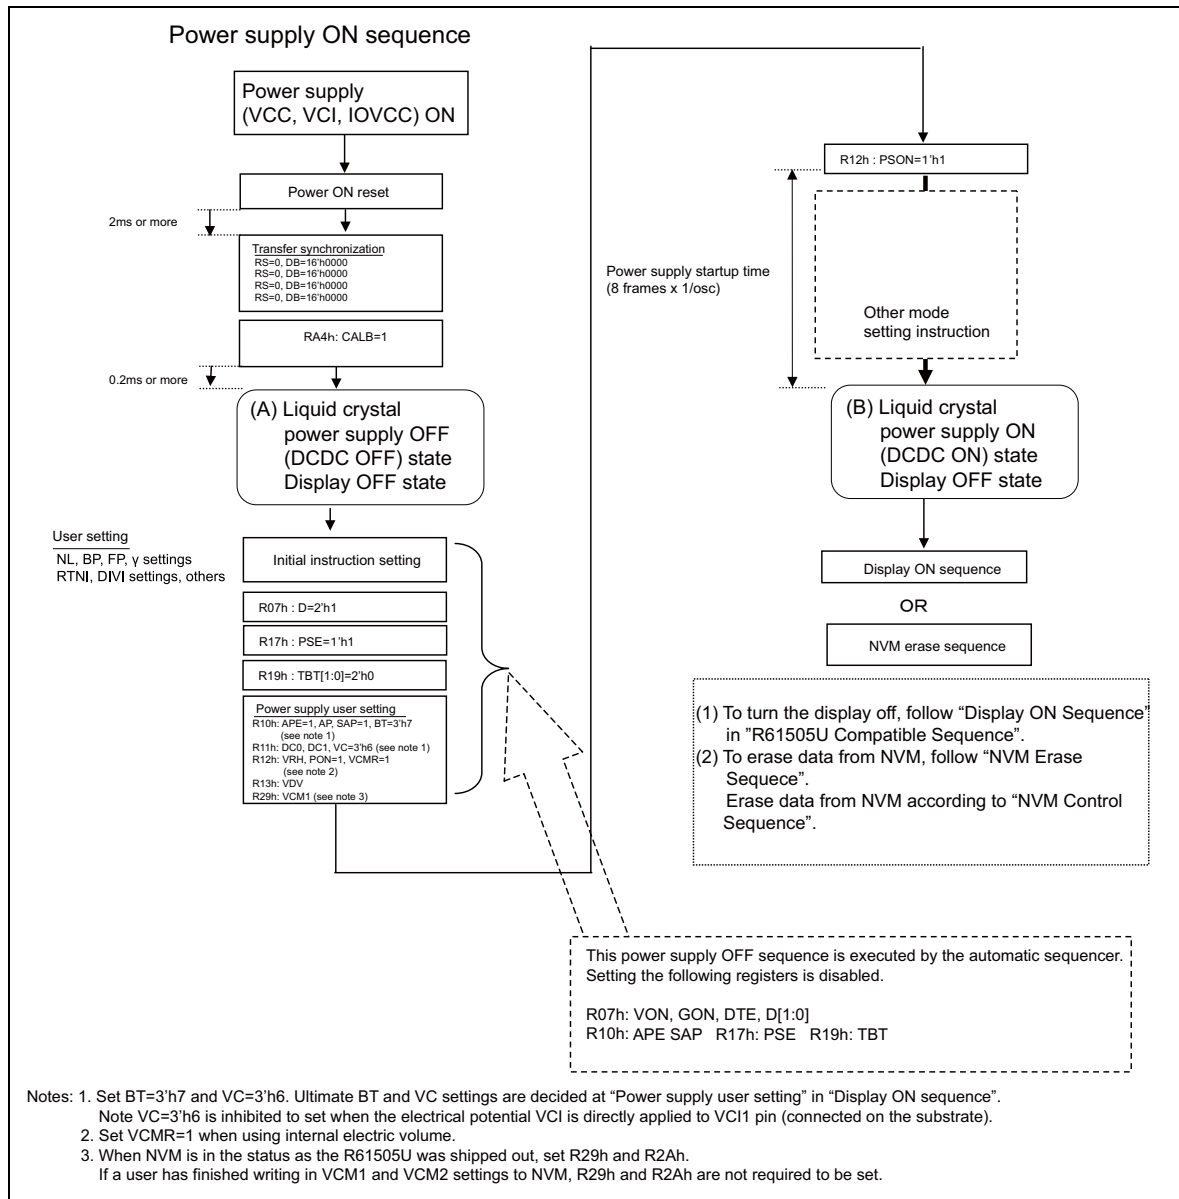 Power supply ON sequence
Power supply
(VCC, VCI, IOVCC) ON
Power ON reset
2ms or more
Transfer synchronization
RS=0, DB=16'h0000
RS=0, DB=16'h0000
RS=0, DB=16'h0000
RS=0, DB=16'h0000
RA4h: CALB=1
0.2ms or more
(A) Liquid crystal
power supply OFF
(DCDC OFF) state
Display OFF state
User setting
NL, BP, FP, γ settings
RTNI, DIVI settings, others
Initial instruction setting
R07h : D=2'h1
R17h : PSE=1'h1
R19h : TBT[1:0]=2'h0
Power supply user setting
R10h: APE=1, AP, SAP=1, BT=3'h7
(see note 1)
R11h: DC0, DC1, VC=3'h6 (see note 1)
R12h: VRH, PON=1, VCMR=1
(see note 2)
R13h: VDV
R29h: VCM1 (see note 3)
R12h : PSON=1'h1
Power supply startup time
(8 frames x 1/osc)
Other mode
setting instruction
(B) Liquid crystal
power supply ON
(DCDC ON) state
Display OFF state
Display ON sequence
OR
NVM erase sequence
(1) To turn the display off, follow “Display ON Sequence”
in ”R61505U Compatible Sequence”.
(2) To erase data from NVM, follow “NVM Erase
Sequece”.
Erase data from NVM according to “NVM Control
Sequence”.
This power supply OFF sequence is executed by the automatic sequencer.
Setting the following registers is disabled.
R07h: VON, GON, DTE, D[1:0]
R10h: APE SAP R17h: PSE R19h: TBT
Notes: 1. Set BT=3'h7 and VC=3'h6. Ultimate BT and VC settings are decided at “Power supply user setting” in “Display ON sequence”.
Note VC=3'h6 is inhibited to set when the electrical potential VCI is directly applied to VCI1 pin (connected on the substrate).
2. Set VCMR=1 when using internal electric volume.
3. When NVM is in the status as the R61505U was shipped out, set R29h and R2Ah.
If a user has finished writing in VCM1 and VCM2 settings to NVM, R29h and R2Ah are not required to be set.